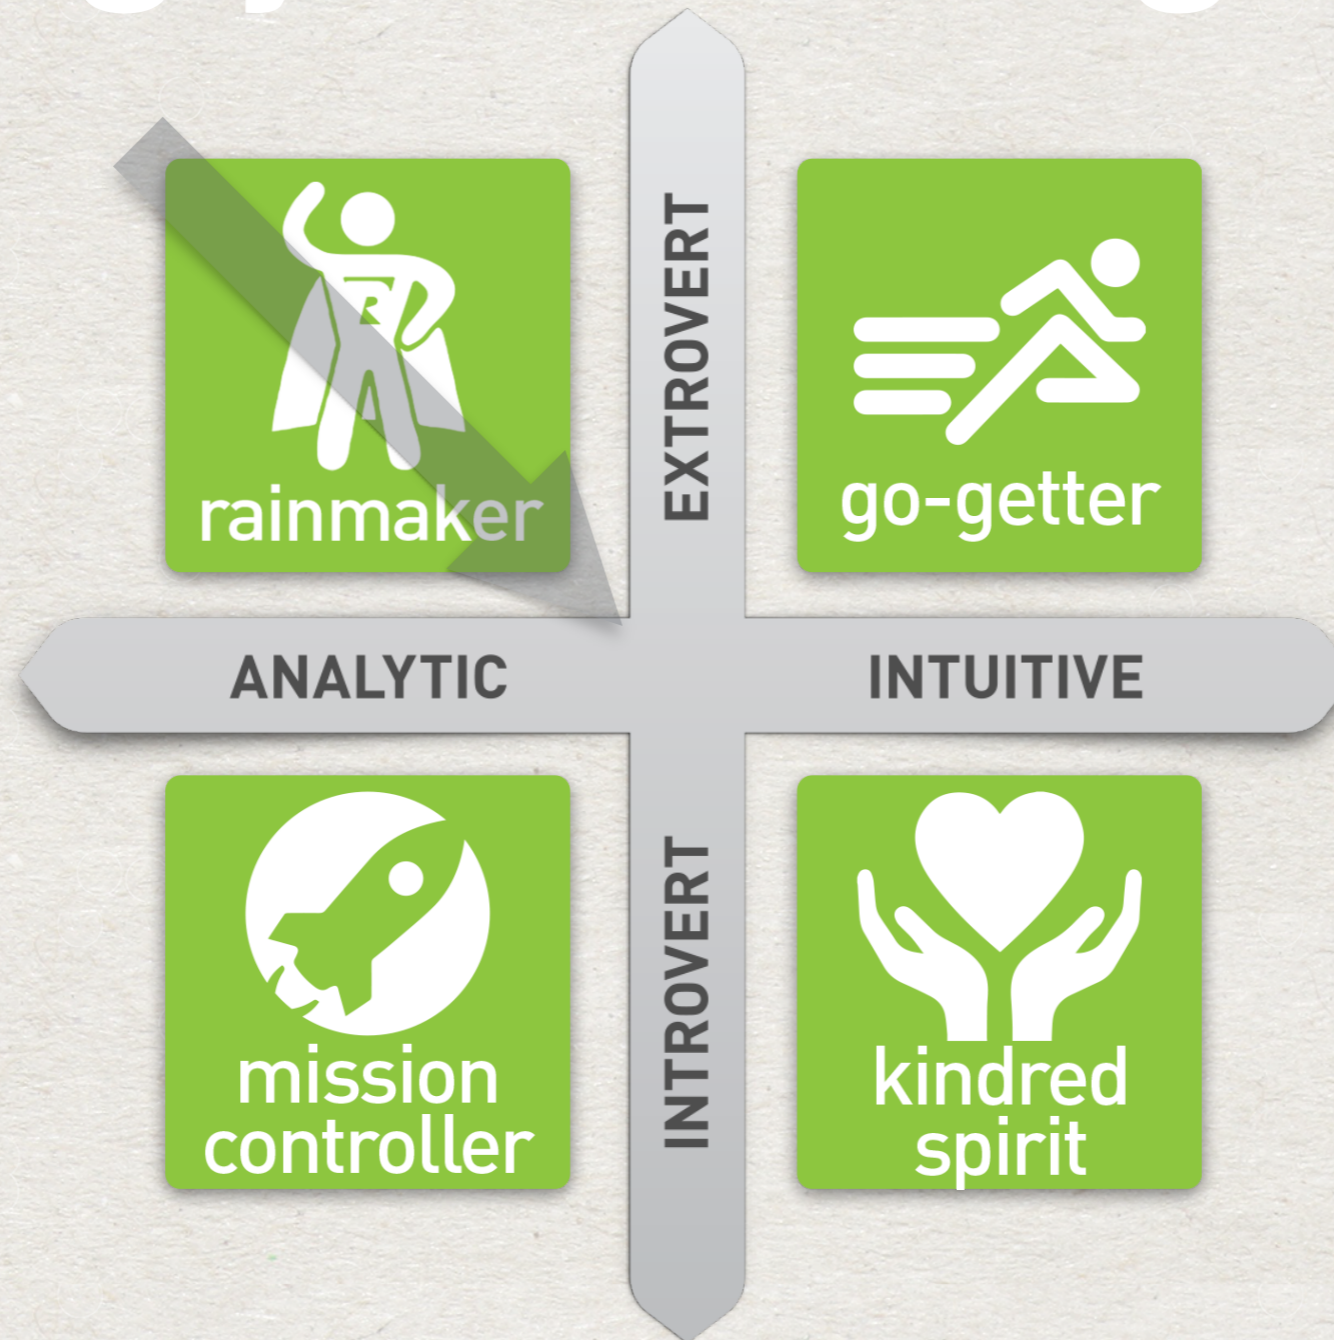 EXTROVERT
R
rainmaker
go-getter
ANALYTIC
INTUITIVE
INTROVERT
mission
controller
kindred
spirit